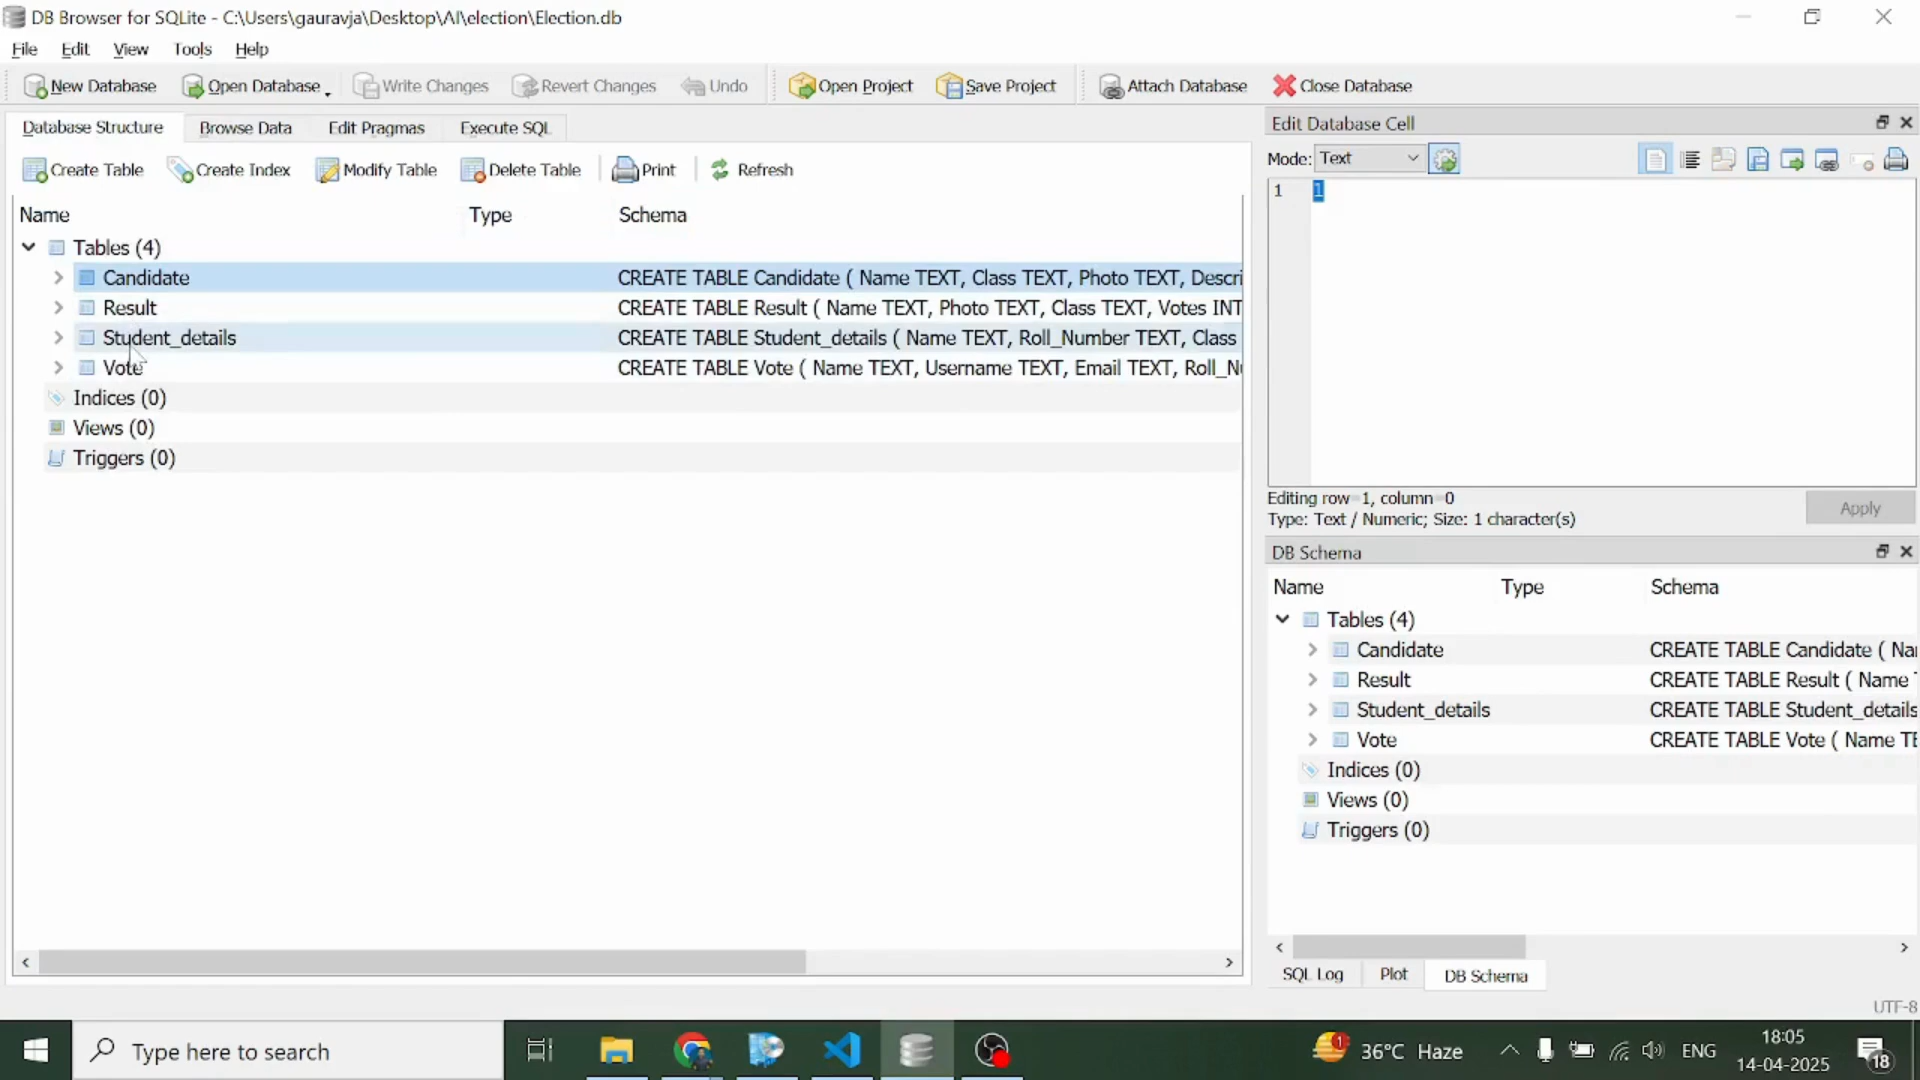 DB Browser for SQLite - C:\Users\gauravja\Desktop\AI\election\Election.db
File Edit View Tools Help
New Database Open Database Write Changes Revert Changes Undo Open Project Save Project Attach Database Close Database
Database Structure Browse Data Edit Pragmas Execute SQL
Create Table Create Index Modify Table Delete Table Print Refresh
Name Type Schema
Tables (4)
Candidate CREATE TABLE Candidate ( Name TEXT, Class TEXT, Photo TEXT, Descri
Result CREATE TABLE Result ( Name TEXT, Photo TEXT, Class TEXT, Votes INT
Student_details CREATE TABLE Student_details ( Name TEXT, Roll_Number TEXT, Class
Vote CREATE TABLE Vote ( Name TEXT, Username TEXT, Email TEXT, Roll_Nu
Indices (0)
Views (0)
Triggers (0)
Edit Database Cell
Mode: Text
1 1
Editing row=1, column=0
Type: Text / Numeric; Size: 1 character(s)
Apply
DB Schema
Name Type Schema
Tables (4)
Candidate CREATE TABLE Candidate ( Nar
Result CREATE TABLE Result ( Name T
Student_details CREATE TABLE Student_details
Vote CREATE TABLE Vote ( Name TE
Indices (0)
Views (0)
Triggers (0)
SQL Log Plot DB Schema
UTF-8
Type here to search
1 36°C Haze ENG 18:05
14-04-2025 18